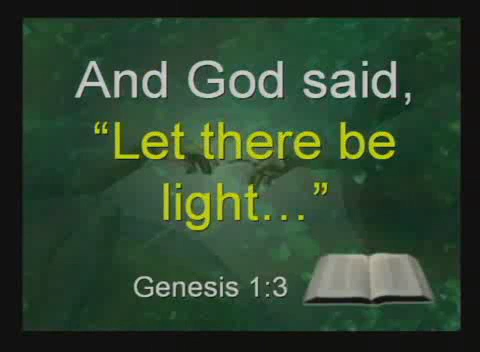 And God said,
“Let there be
light…”
Genesis 1:3